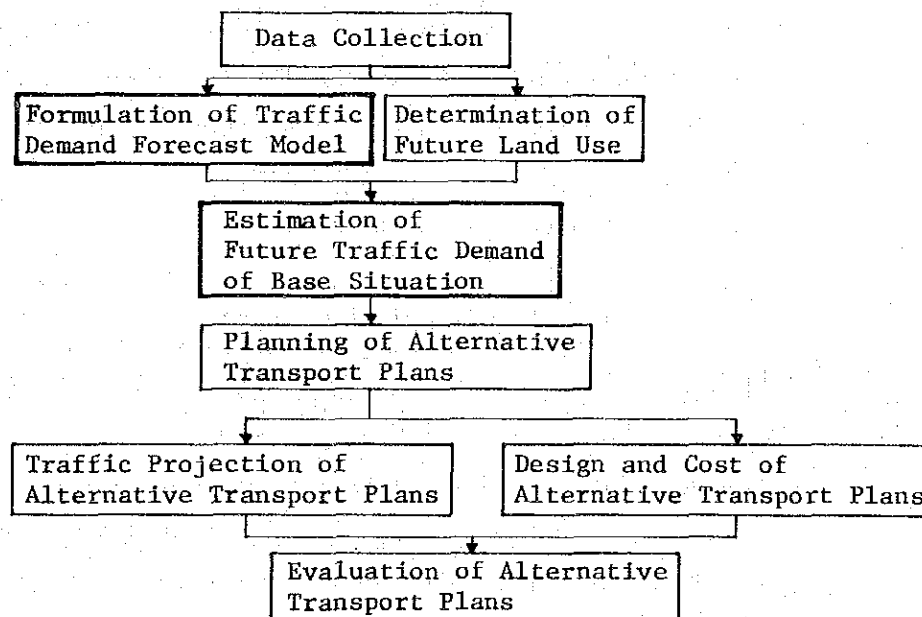 Data Collection
Formulation of Traffic
Demand Forecast Model
Determination of
Future Land Use
Estimation of
Future Traffic Demand
of Base Situation
Planning of Alternative
Transport Plans
Traffic Projection of
Alternative Transport Plans
Design and Cost of
Alternative Transport Plans
Evaluation of Alternative
Transport Plans